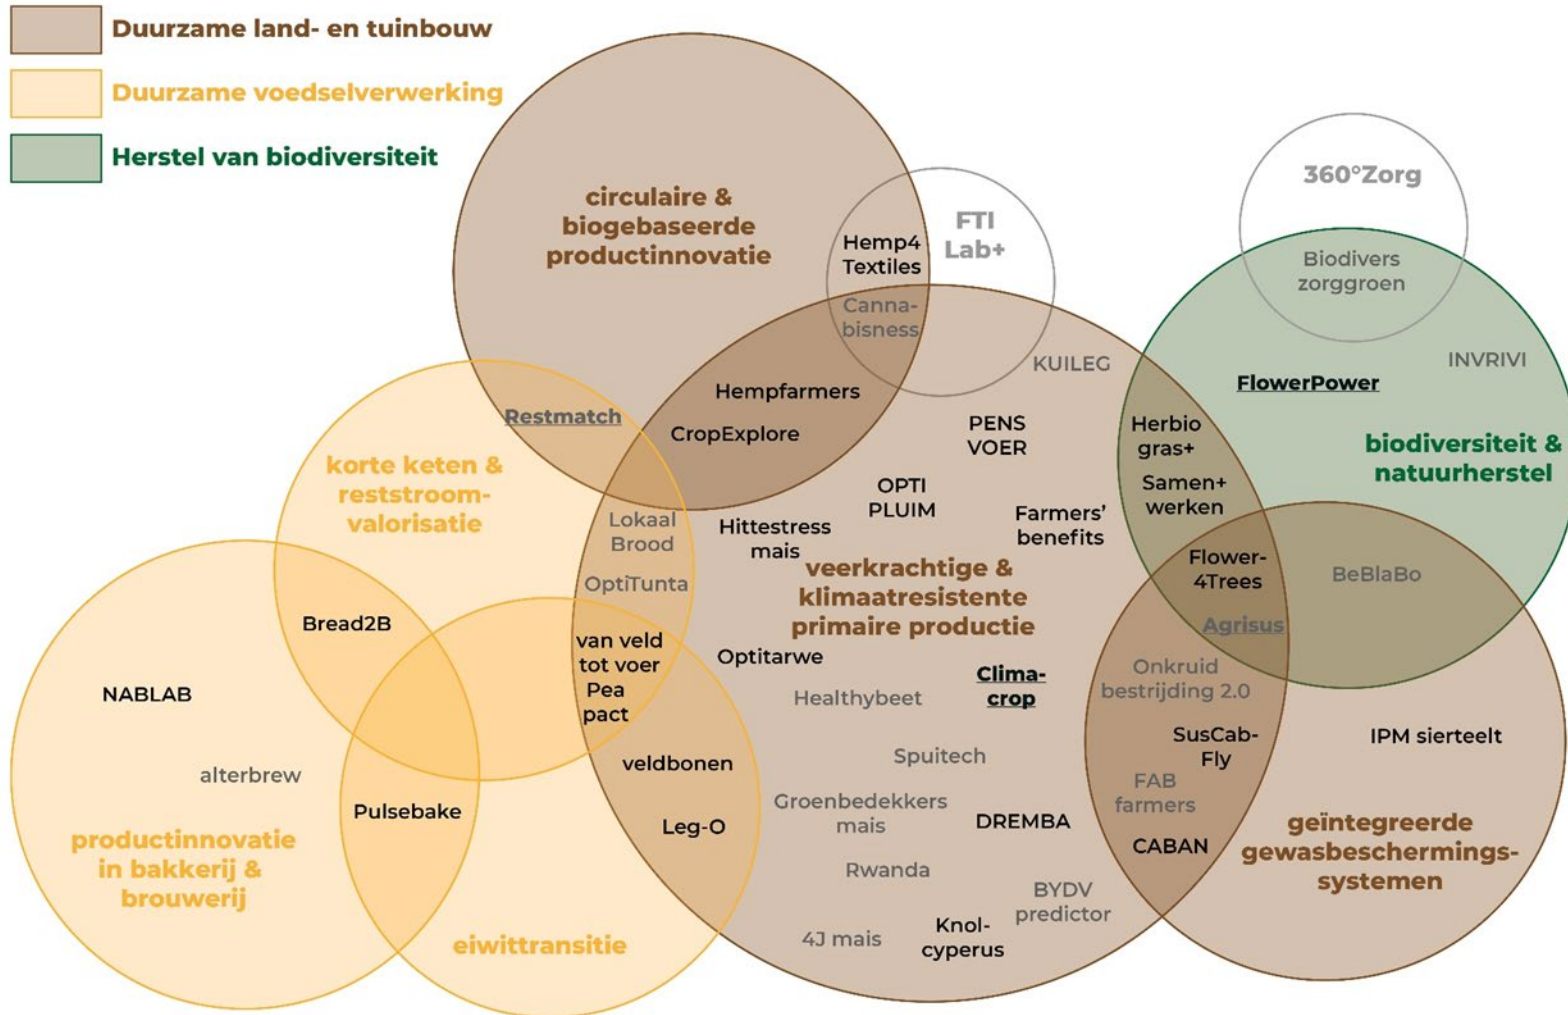 Duurzame land- en tuinbouw
Duurzame voedselverwerking
Herstel van biodiversiteit
circulaire &
biogebaseerde
productinnovatie
Hemp4
Textiles
FTI
Lab+
Canna-
bisness
360°Zorg
Biodivers
zorggroen
INVRIVI
FlowerPower
biodiversiteit &
natuurherstel
KUILEG
Hempfarmers
CropExplore
Restmatch
korte keten &
reststroom-
valorisatie
Lokaal
Brood
OptiTunta
PENS
VOER
OPTI
PLUIM
Hittestress
mais
Farmers’
benefits
Herbio
gras+
Samen+
werken
Flower-
4Trees
Agrisus
BeBlaBo
veerkrachtige &
klimaatresistente
primaire productie
Bread2B
van veld
tot voer
Pea
pact
Optitarwe
Clima-
crop
Healthybeet
Onkruid
bestrijding 2.0
NABLAB
alterbrew
Pulsebake
productinnovatie
in bakkerij &
brouwerij
eiwittransitie
veldbonen
Leg-O
Spuitech
Groenbedekkers
mais
DREMBA
Rwanda
BYDV
predictor
4J mais
Knol-
cyperus
SusCab-
Fly
FAB
farmers
CABAN
IPM sierteelt
geïntegreerde
gewasbeschermings-
systemen